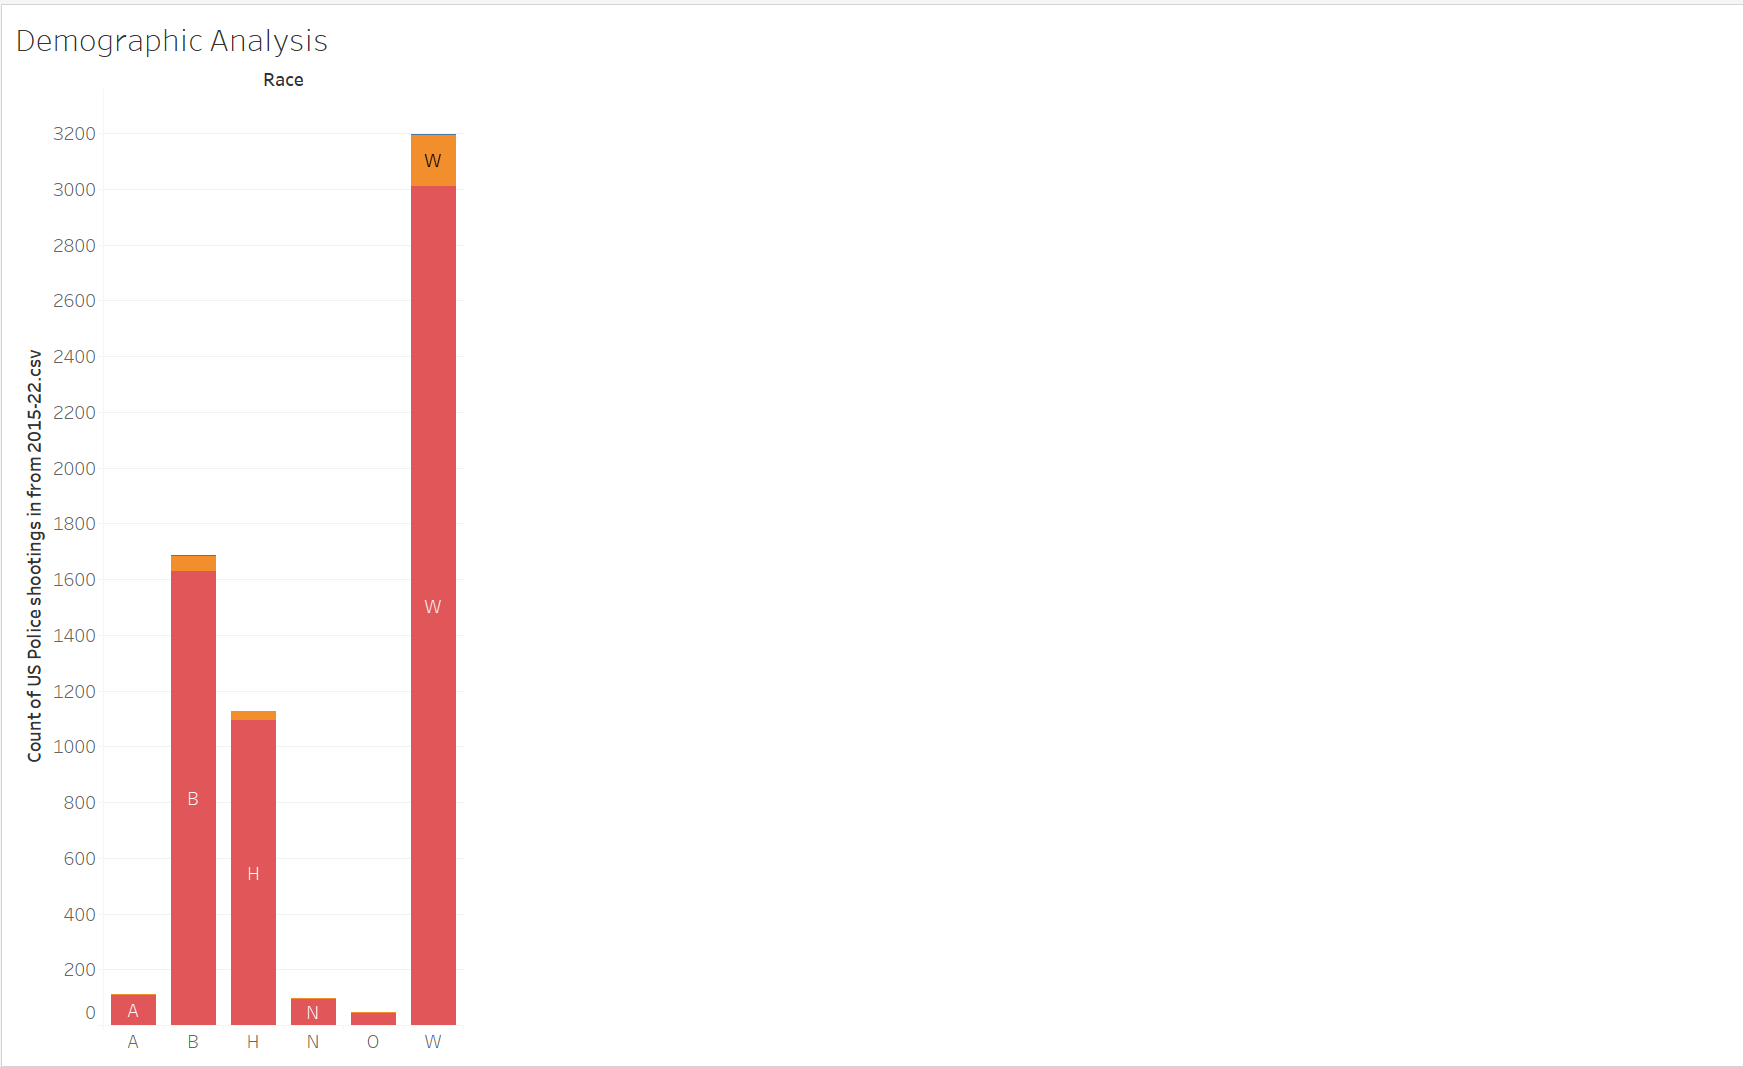 Demographic Analysis
Race
Count of US Police shootings in from 2015-22.csv
3200
3000
2800
2600
2400
2200
2000
1800
1600
1400
1200
1000
800
600
400
200
0
W
W
B
H
A
N
A B H N O W